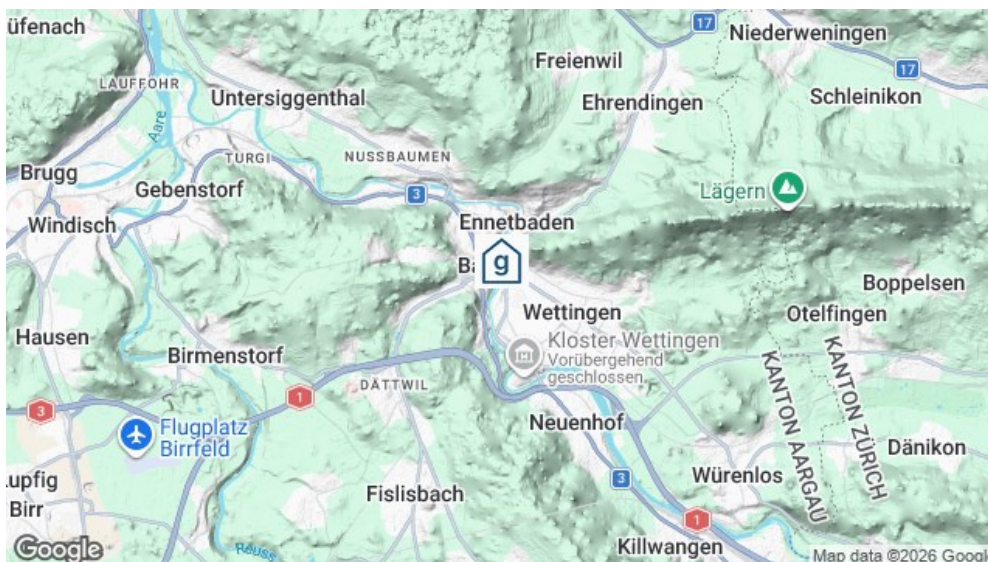 üfenach
17
Niederweningen
Freienwil
17
LAUFFOHR
Untersiggenthal
Ehrendingen
Schleinikon
Aare
TURGI
NUSSBAUMEN
Brugg
Gebenstorf
3
Lägern
Windisch
Ennetbaden
Ba
g
Boppelsen
Wettingen
Otelfingen
Hausen
Birmenstorf
Kloster Wettingen
Vorübergehend
geschlossen
DÄTTWIL
1
3
KANTON AARGAU
KANTON ZÜRICH
Flugplatz
Birrfeld
Neuenhof
Dänikon
Lupfig
Birr
Fislisbach
3
Würenlos
1
Reuss
Killwangen
Google
Map data ©2026 Google